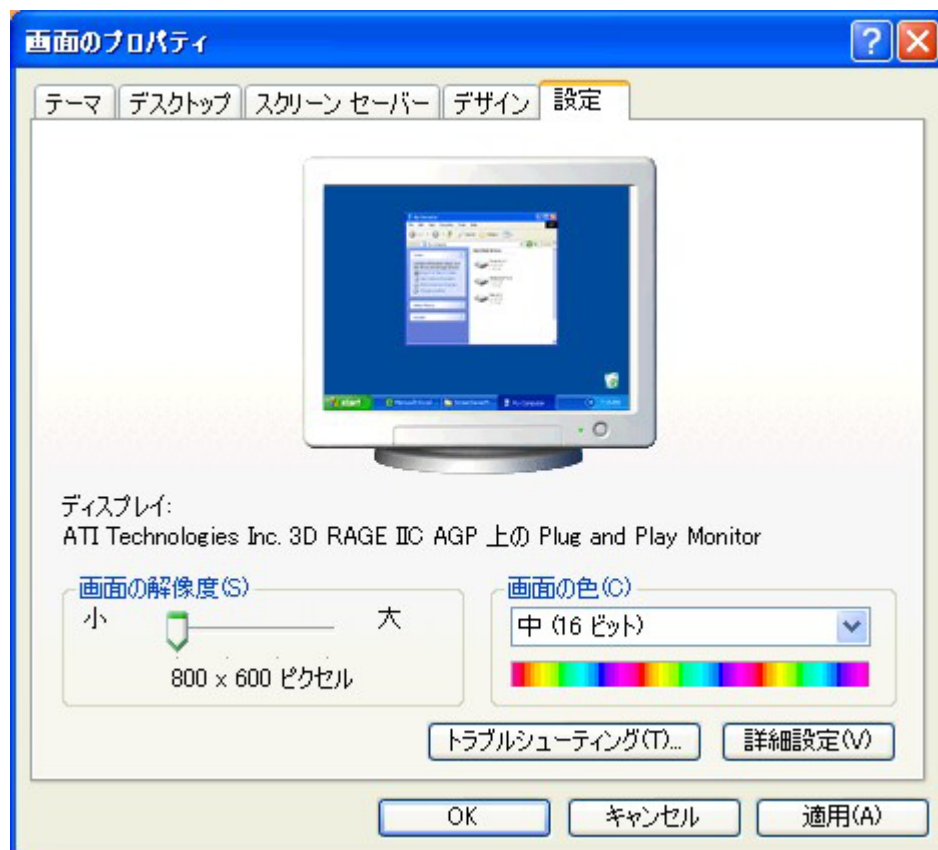 画面のプロパティ
テーマ デスクトップ スクリーン セーバー デザイン 設定
start
ディスプレイ:
ATI Technologies Inc. 3D RAGE IIC AGP 上の Plug and Play Monitor
画面の解像度(S)
小 大
800 x 600 ピクセル
画面の色(C)
中 (16 ビット)
トラブルシューティング(T)... 詳細設定(V)
OK キャンセル 適用(A)